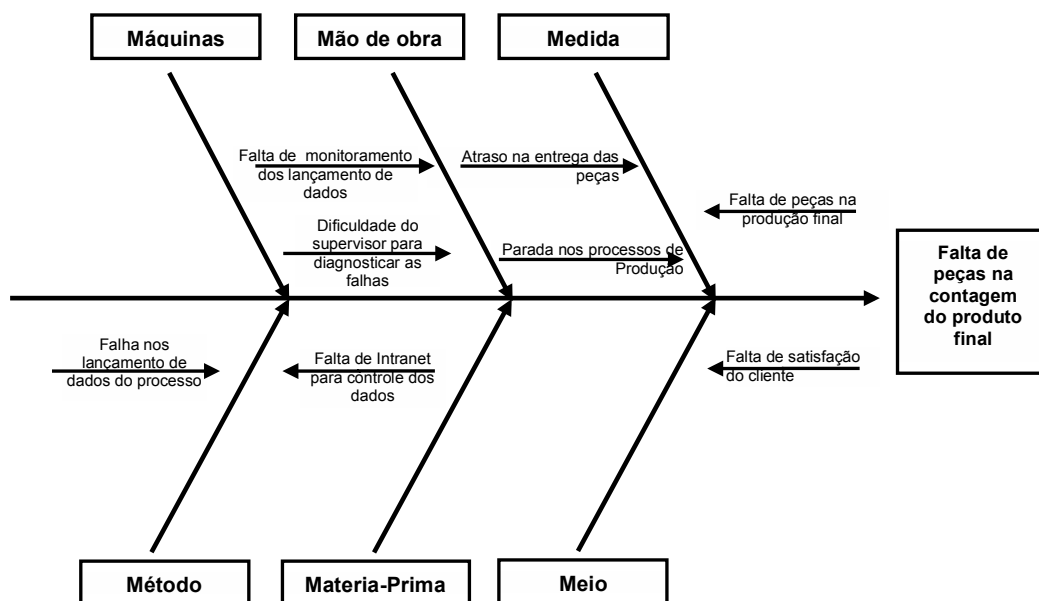 Máquinas
Mão de obra
Medida
Falta de monitoramento
dos lançamento de
dados
Atraso na entrega das
peças
Falta de peças na
produção final
Dificuldade do
supervisor para
diagnosticar as
falhas
Parada nos processos de
Produção
Falta de
peças na
contagem
do produto
final
Falha nos
lançamento de
dados do processo
Falta de Intranet
para contrôle dos
dados
Falta de satisfação
do cliente
Método
Materia-Prima
Meio